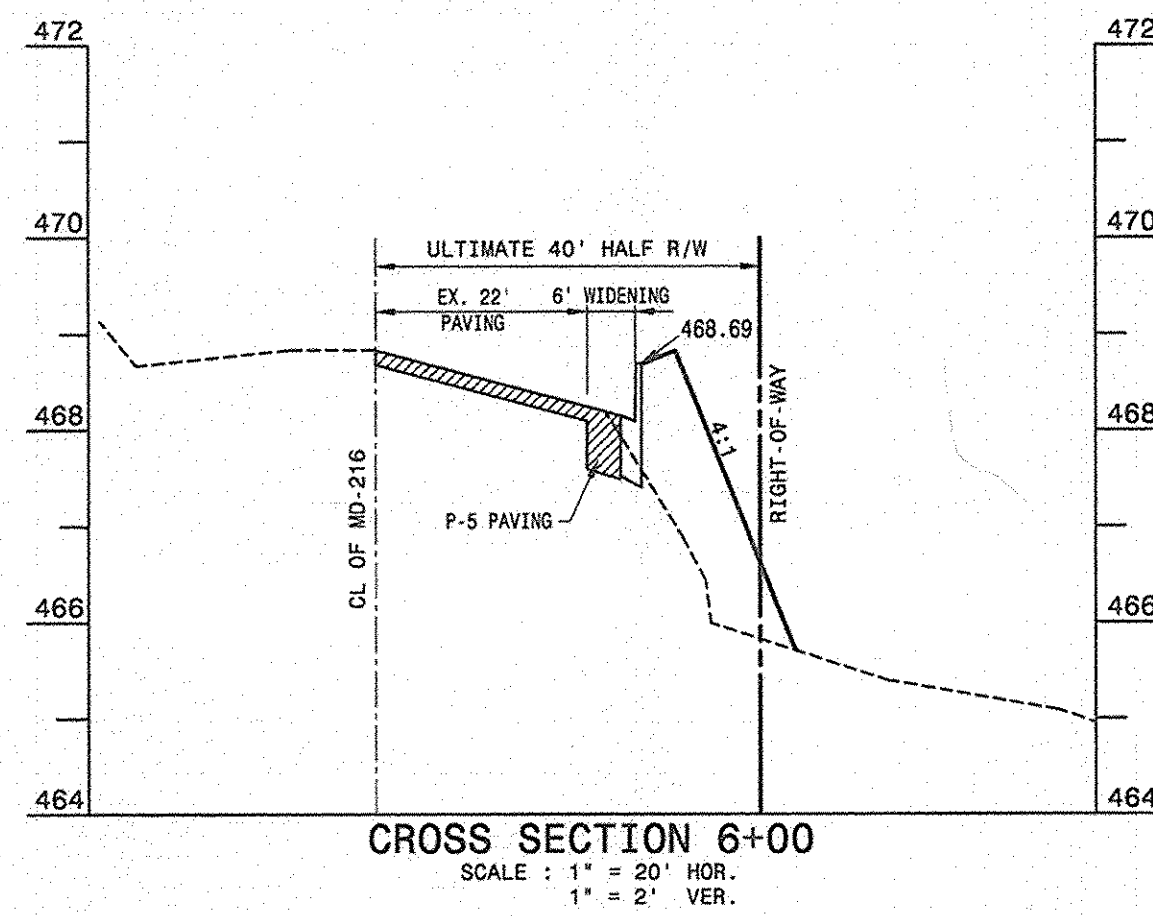 472
472
470
470
ULTIMATE 40' HALF R/W
EX. 22' 6' WIDENING
PAVING
468.69
468
468
4:1
RIGHT-OF-WAY
CL OF MD-216
P-5 PAVING
466
466
464
464
CROSS SECTION 6+00
SCALE : 1" = 20' HOR.
1" = 2' VER.